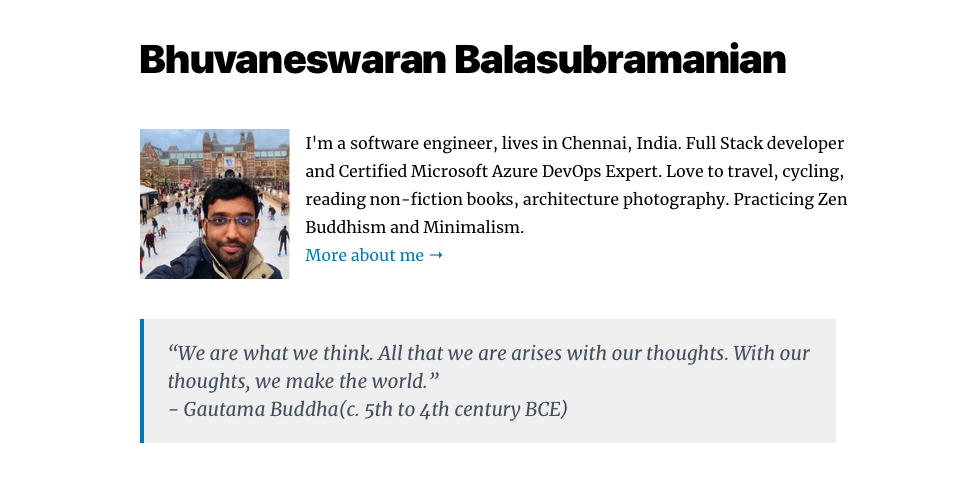 Bhuvaneswaran Balasubramanian
I'm a software engineer, lives in Chennai, India. Full Stack developer
and Certified Microsoft Azure DevOps Expert. Love to travel, cycling,
reading non-fiction books, architecture photography. Practicing Zen
Buddhism and Minimalism.
More about me →
“We are what we think. All that we are arises with our thoughts. With our
thoughts, we make the world.”
- Gautama Buddha(c. 5th to 4th century BCE)